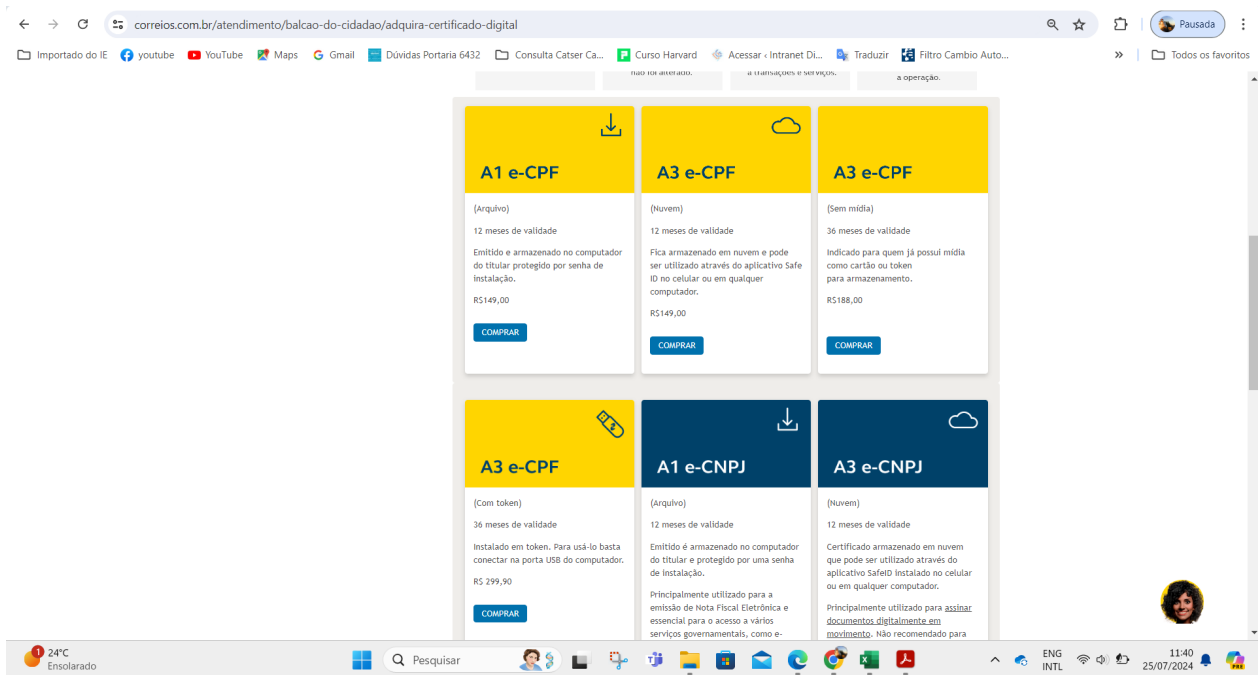 correios.com.br/atendimento/balcao-do-cidadao/adquira-certificado-digital
Pausada
Importado do IE youtube YouTube Maps Gmail Dúvidas Portaria 6432 Consulta Catser Ca... Curso Harvard Acessar ‹ Intranet Di... Traduzir Filtro Cambio Auto... » Todos os favoritos
não foi alterado.
a transações e serviços.
a operação.
A1 e-CPF
(Arquivo)
12 meses de validade
Emitido e armazenado no computador
do titular protegido por senha de
instalação.
R$149,00
COMPRAR
A3 e-CPF
(Nuvem)
12 meses de validade
Fica armazenado em nuvem e pode
ser utilizado através do aplicativo Safe
ID no celular ou em qualquer
computador.
R$149,00
COMPRAR
A3 e-CPF
(Sem mídia)
36 meses de validade
Indicado para quem já possui mídia
como cartão ou token
para armazenamento.
R$188,00
COMPRAR
A3 e-CPF
(Com token)
36 meses de validade
Instalado em token. Para usá-lo basta
conectar na porta USB do computador.
R$ 299,90
COMPRAR
A1 e-CNPJ
(Arquivo)
12 meses de validade
Emitido é armazenado no computador
do titular e protegido por uma senha
de instalação.
Principalmente utilizado para a
emissão de Nota Fiscal Eletrônica e
essencial para o acesso a vários
serviços governamentais, como e-
A3 e-CNPJ
(Nuvem)
12 meses de validade
Certificado armazenado em nuvem
que pode ser utilizado através do
aplicativo SafeID instalado no celular
ou em qualquer computador.
Principalmente utilizado para assinar
documentos digitalmente em
movimento. Não recomendado para
1
24°C
Ensolarado
Pesquisar
ENG
INTL
11:40
25/07/2024
PRE